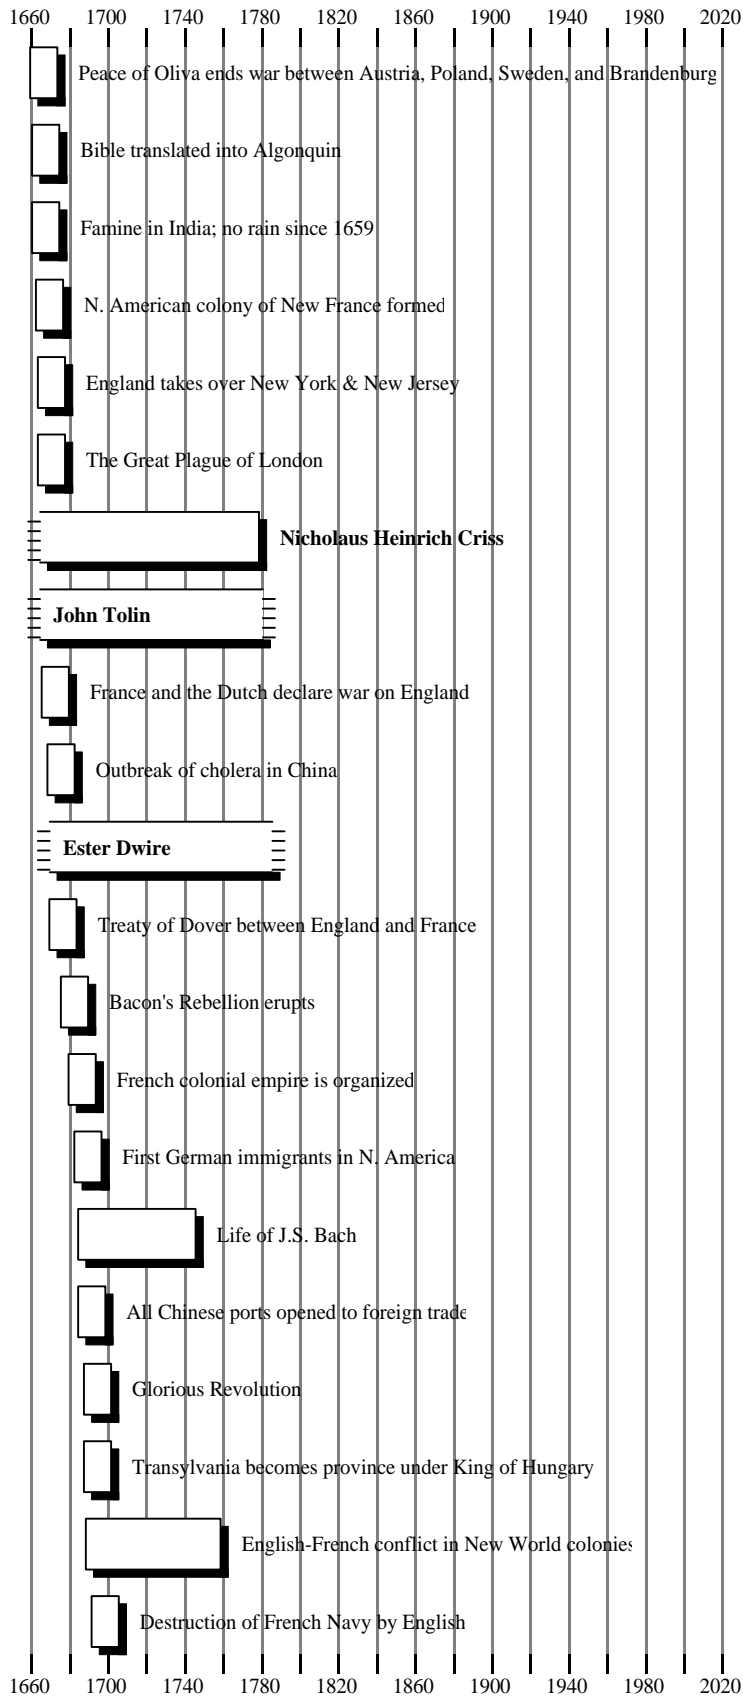 1660 1700 1740 1780 1820 1860 1900 1940 1980 2020
Peace of Oliva ends war between Austria, Poland, Sweden, and Brandenburg
Bible translated into Algonquin
Famine in India; no rain since 1659
N. American colony of New France formed
England takes over New York & New Jersey
The Great Plague of London
Nicholaus Heinrich Criss
John Tolin
France and the Dutch declare war on England
Outbreak of cholera in China
Ester Dwire
Treaty of Dover between England and France
Bacon's Rebellion erupts
French colonial empire is organized
First German immigrants in N. America
Life of J.S. Bach
All Chinese ports opened to foreign trade
Glorious Revolution
Transylvania becomes province under King of Hungary
English-French conflict in New World colonies
Destruction of French Navy by English
1660 1700 1740 1780 1820 1860 1900 1940 1980 2020